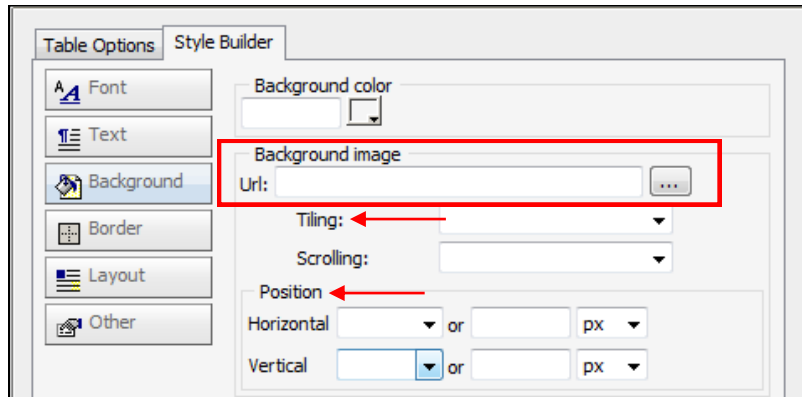 Table Options Style Builder
Font
Text
Background
Border
Layout
Other
Background color
Background image
Url: ...
Tiling:
Scrolling:
Position
Horizontal or px
Vertical or px